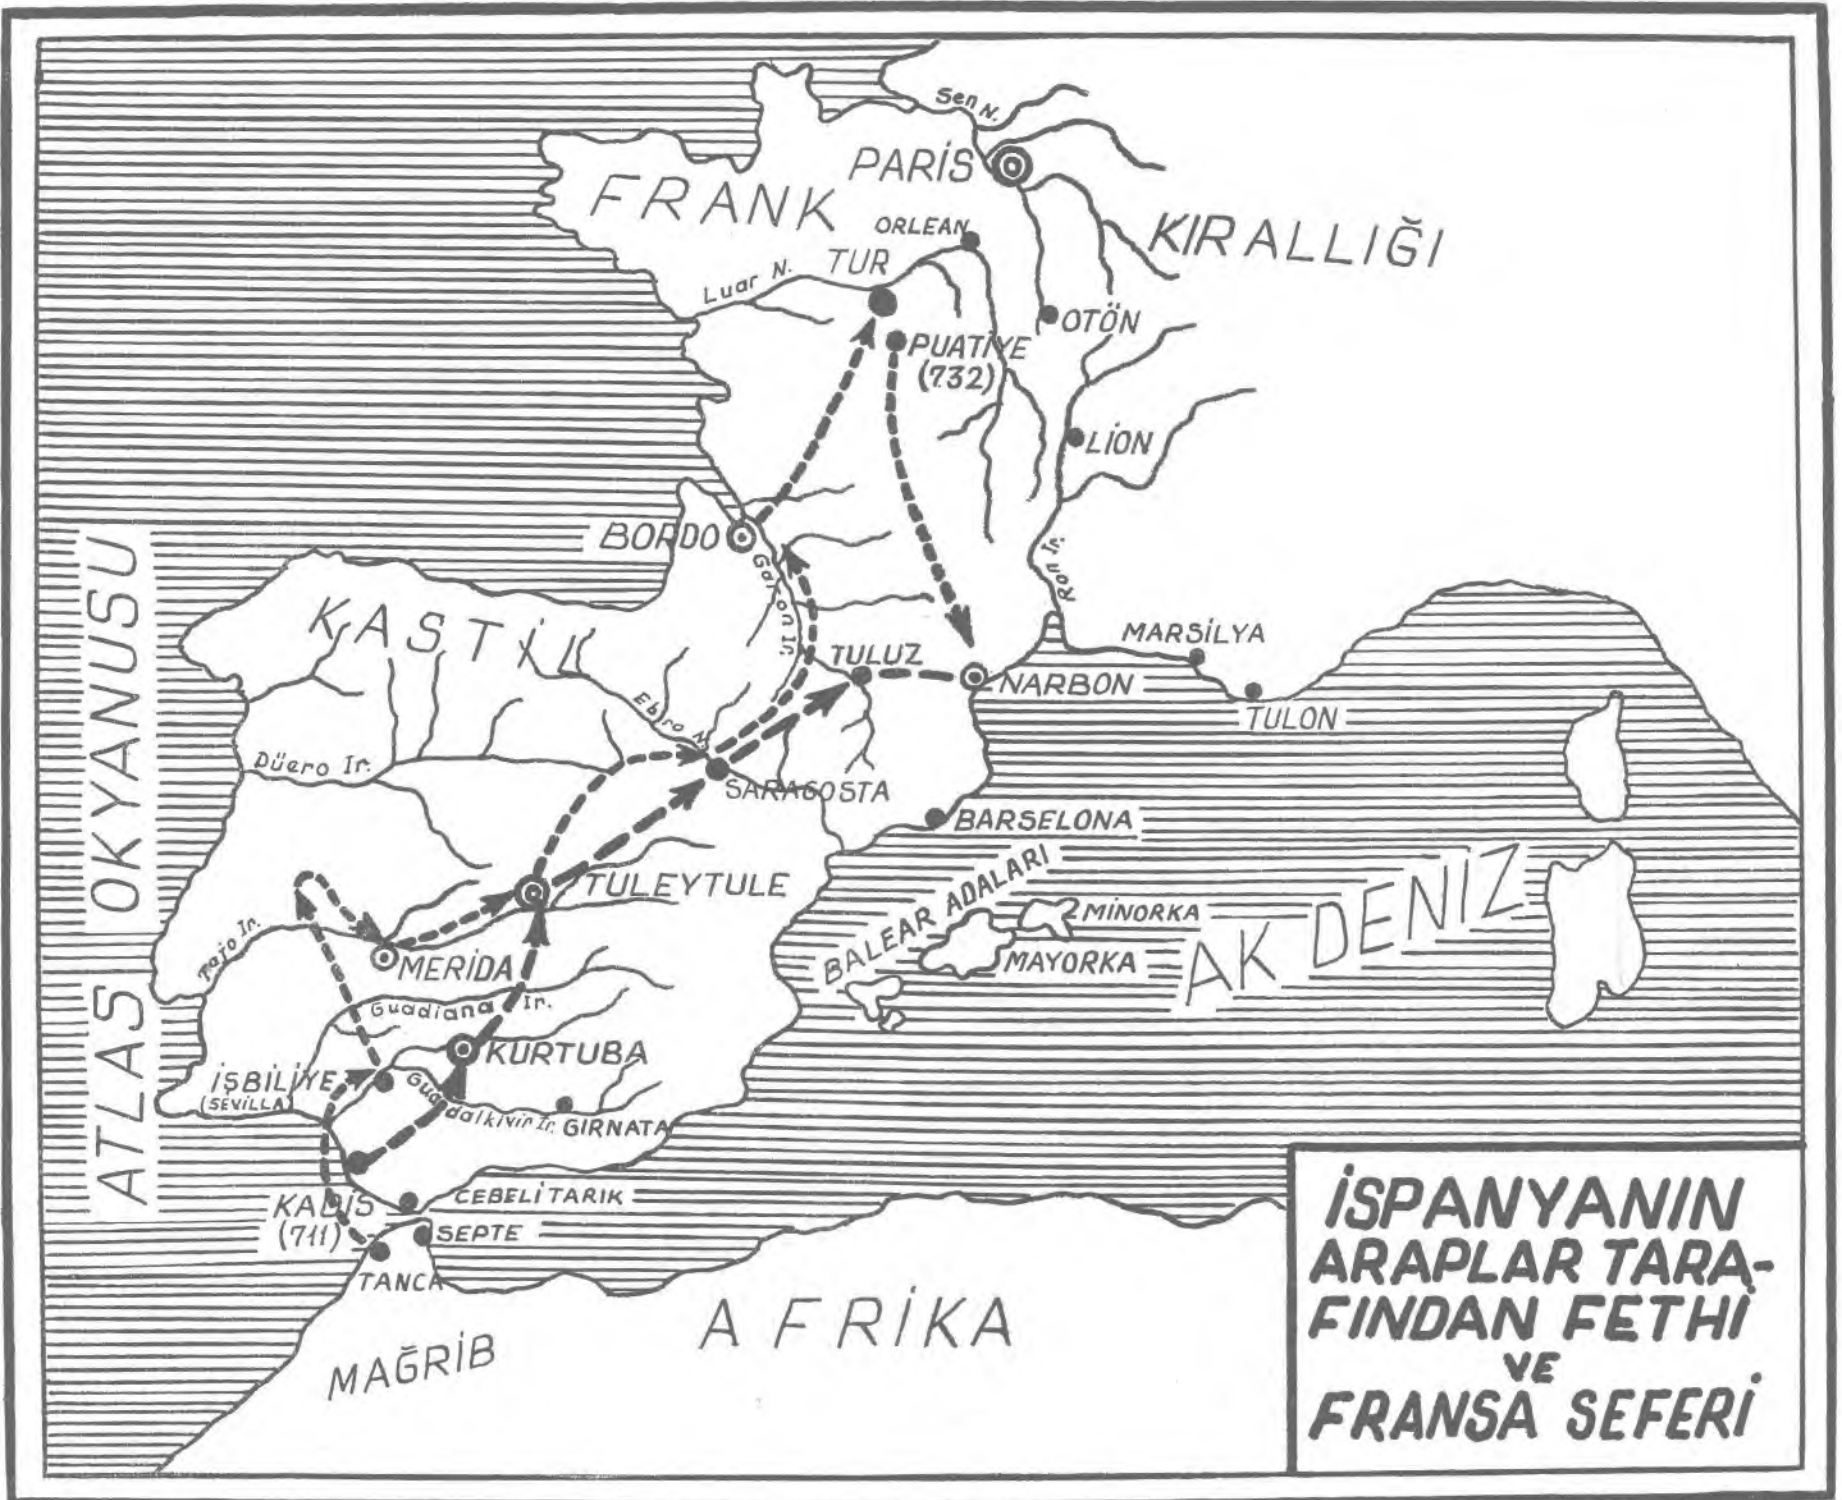 Sen N.
PARİS
FRANK
KIRALLIĞI
ORLEAN
TUR
Luar N.
OTÖN
PUATİYE
(732)
LİON
BORDO
Garon Ir.
Ron Ir.
ATLAS OKYANUSU
KASTİL
MARSİLYA
TULUZ
NARBON
TULON
Ebro N.
Düero Ir.
SARAGOSTA
BARSELONA
TULEYTULE
BALEAR ADALARI
MİNORKA
MAYORKA
AK DENİZ
Tajo Ir.
MERİDA
Guadiana Ir.
KURTUBA
İŞBİLİYE
(SEVİLLA)
Guadalkivir Ir.
GIRNATA
KADİS
(711)
CEBELİTARIK
SEPTE
TANCA
MAĞRİB
AFRİKA
İSPANYANIN
ARAPLAR TARA-
FINDAN FETHİ
VE
FRANSA SEFERİ